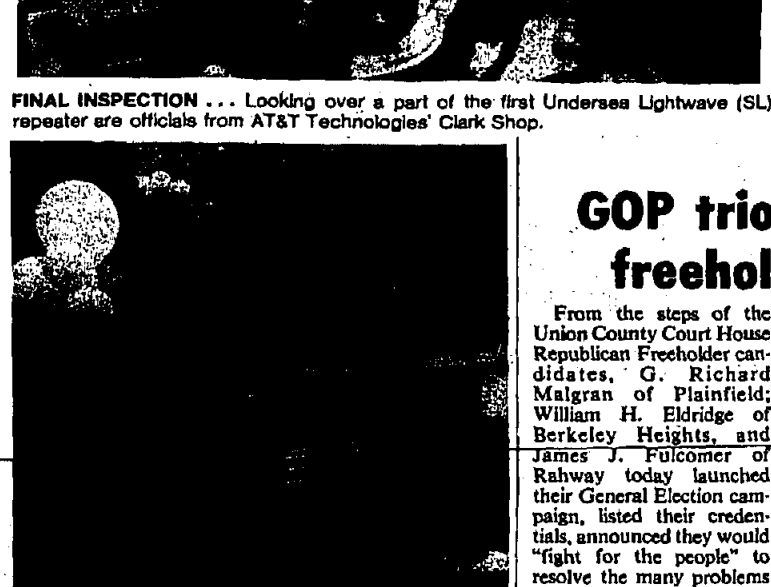 FINAL INSPECTION ... Looking over a part of the first Undersea Lightwave (SL)
repeater are officials from AT&T Technologies' Clark Shop.
GOP trio
freehol
From the steps of the
Union County Court House
Republican Freeholder can-
didates, G. Richard
Malgran of Plainfield;
William H. Eldridge of
Berkeley Heights, and
James J. Fulcomer of
Rahway today launched
their General Election cam-
paign, listed their creden-
tials, announced they would
"fight for the people" to
resolve the many problems